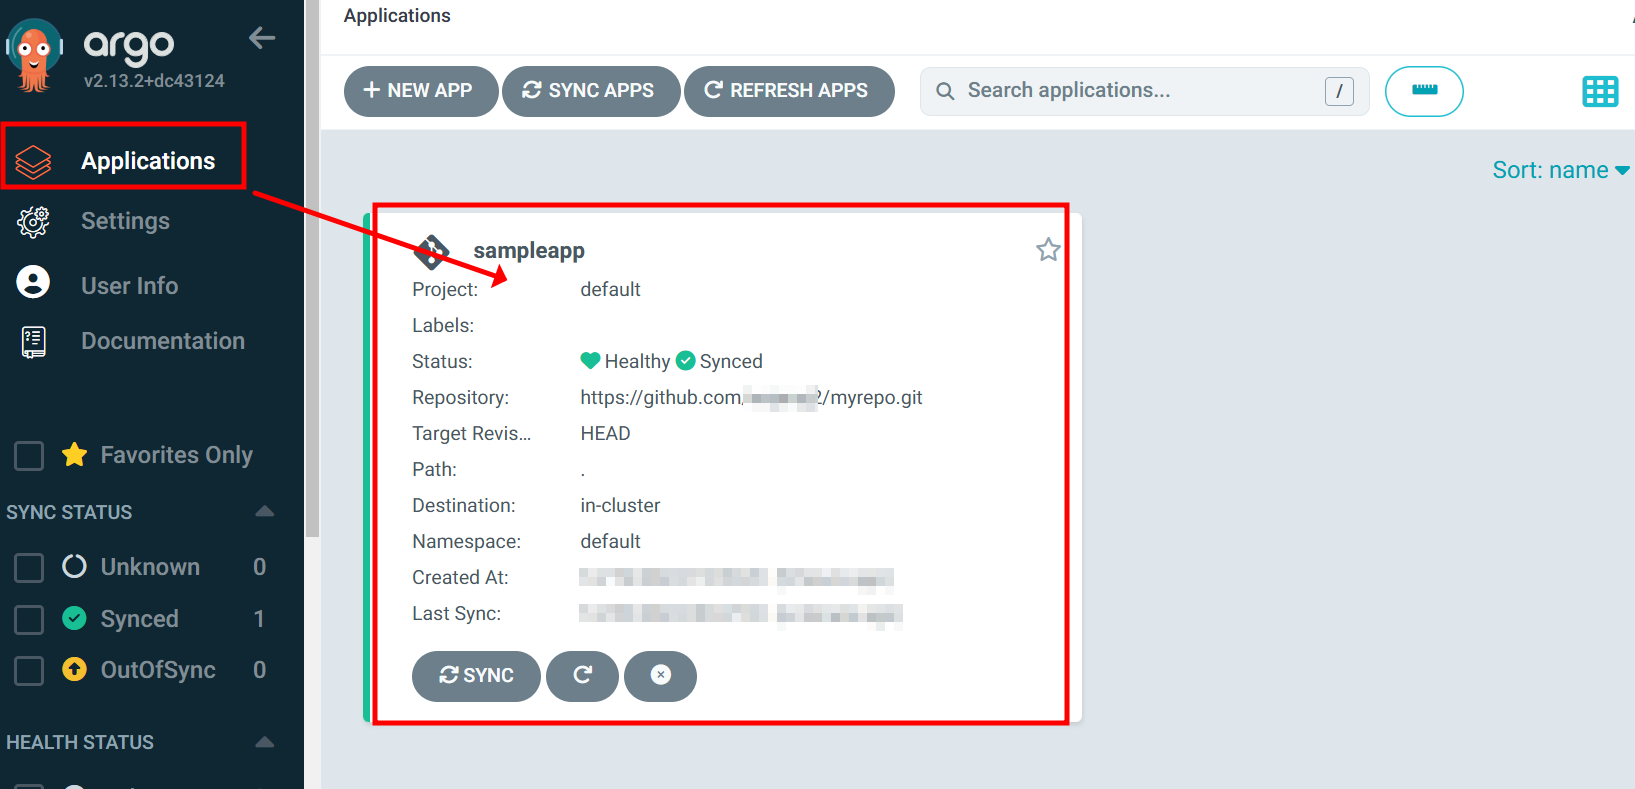 argo
v2.13.2+dc43124
Applications
Settings
User Info
Documentation
Favorites Only
SYNC STATUS
Unknown 0
Synced 1
OutOfSync 0
HEALTH STATUS
Applications
+ NEW APP SYNC APPS REFRESH APPS Search applications... /
Sort: name
sampleapp
Project: default
Labels:
Status: Healthy Synced
Repository: https://github.com/ 2/myrepo.git
Target Revis... HEAD
Path: .
Destination: in-cluster
Namespace: default
Created At:
Last Sync:
SYNC